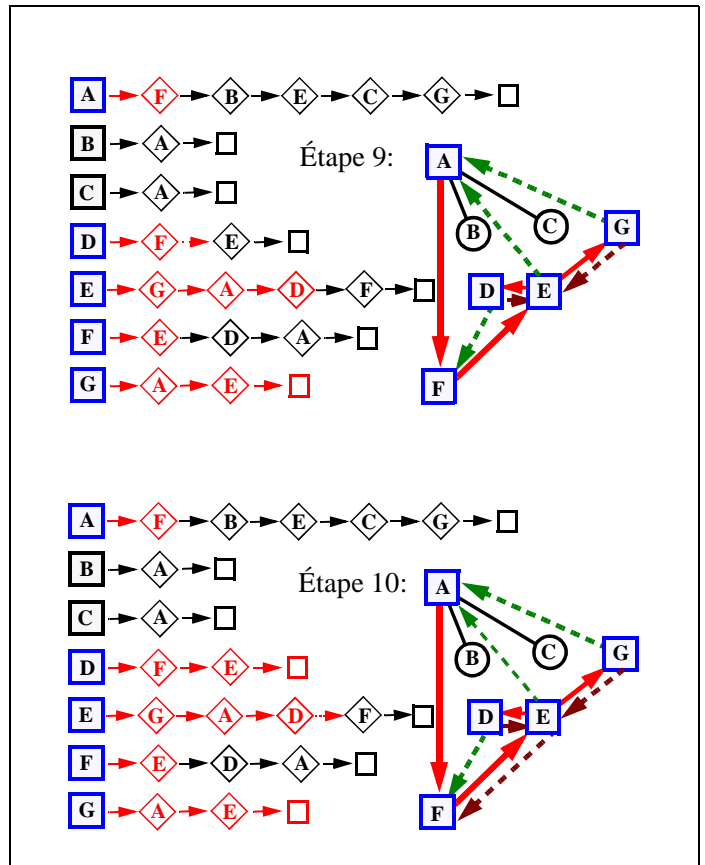 A F B E C G
B A
C A
Étape 9:
D F E
E G A D F
F E D A
G A E
A
B
C
G
D
E
F
A F B E C G
B A
C A
Étape 10:
D F E
E G A D F
F E D A
G A E
A
B
C
G
D
E
F